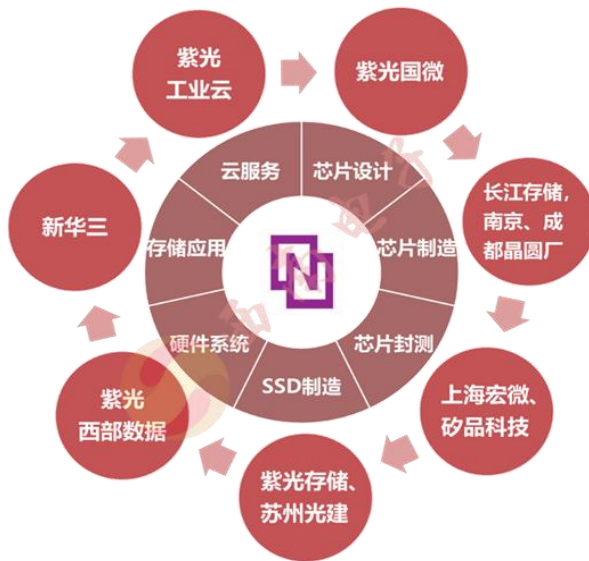 紫光
工业云
紫光国微
长江存储,
南京、成
都晶圆厂
上海宏微、
矽品科技
紫光存储、
苏州光建
紫光
西部数据
新华三
云服务
芯片设计
芯片制造
芯片封测
SSD制造
硬件系统
存储应用
N